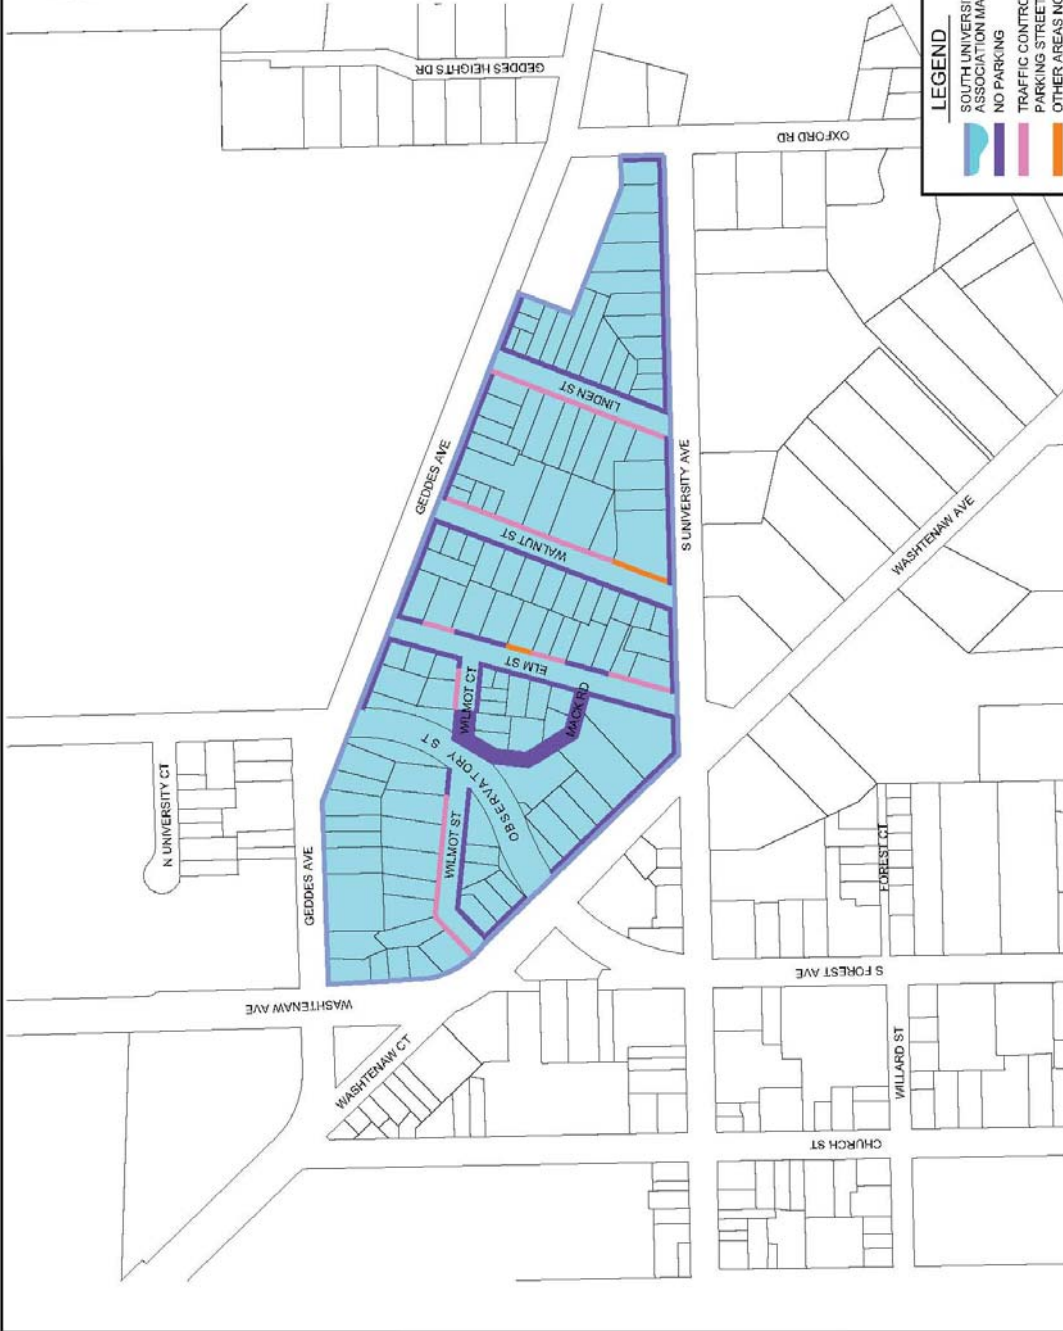 GEDDES HEIGHTS DR
OXFORD RD
LEGEND
SOUTH UNIVERSI
ASSOCIATION MA
NO PARKING
TRAFFIC CONTRO
PARKING STREET
OTHER AREAS NO
LINDEN ST
GEDDES AVE
S UNIVERSITY AVE
WALNUT ST
WASHTENAW AVE
ELM ST
WILMOT CT
MACK RD
OBSERVATORY ST
N UNIVERSITY CT
WILMOT ST
GEDDES AVE
FOREST CT
S FOREST AVE
WASHTENAW AVE
WASHTENAW CT
WILLARD ST
CHURCH ST